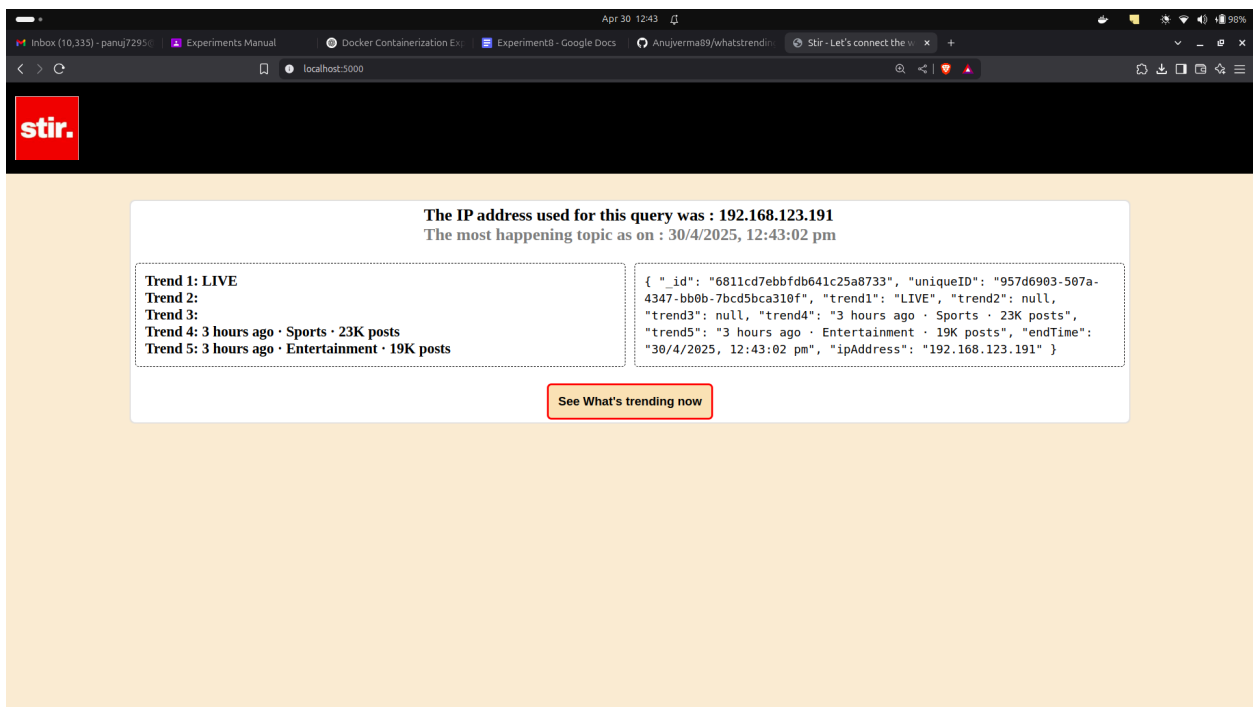 Apr 30 12:43
98%
Inbox (10,335) - panuj7295
Experiments Manual
Docker Containerization Exp
Experiment8 - Google Docs
Anujverma89/whatstrending
Stir - Let's connect the w
localhost:5000
stir.
The IP address used for this query was : 192.168.123.191
The most happening topic as on : 30/4/2025, 12:43:02 pm
Trend 1: LIVE
Trend 2:
Trend 3:
Trend 4: 3 hours ago · Sports · 23K posts
Trend 5: 3 hours ago · Entertainment · 19K posts
{ "_id": "6811cd7ebbfdb641c25a8733", "uniqueID": "957d6903-507a-
4347-bb0b-7bcd5bca310f", "trend1": "LIVE", "trend2": null,
"trend3": null, "trend4": "3 hours ago · Sports · 23K posts",
"trend5": "3 hours ago · Entertainment · 19K posts", "endTime":
"30/4/2025, 12:43:02 pm", "ipAddress": "192.168.123.191" }
See What's trending now